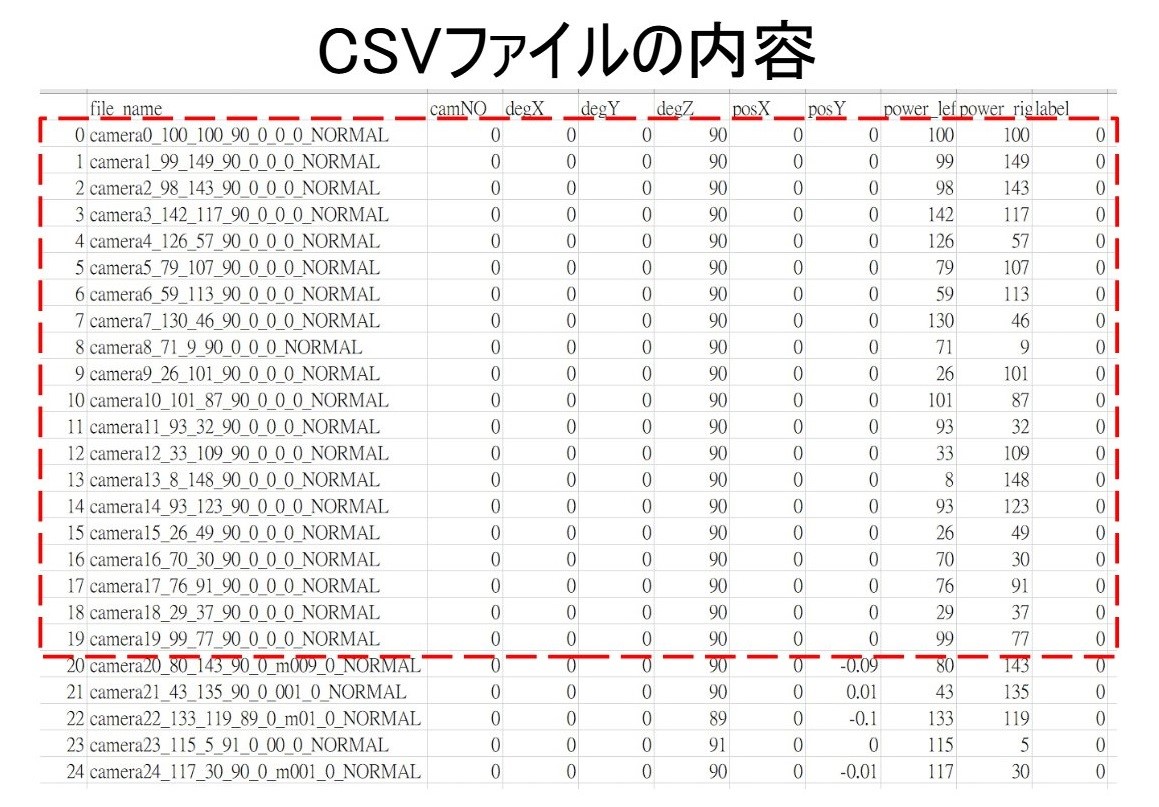 CSVファイルの内容
file_name camNO degX degY degZ posX posY power_lef power_rig label
0 camera0_100_100_90_0_0_0_NORMAL 0 0 0 90 0 0 100 100 0
1 camera1_99_149_90_0_0_0_NORMAL 0 0 0 90 0 0 99 149 0
2 camera2_98_143_90_0_0_0_NORMAL 0 0 0 90 0 0 98 143 0
3 camera3_142_117_90_0_0_0_NORMAL 0 0 0 90 0 0 142 117 0
4 camera4_126_57_90_0_0_0_NORMAL 0 0 0 90 0 0 126 57 0
5 camera5_79_107_90_0_0_0_NORMAL 0 0 0 90 0 0 79 107 0
6 camera6_59_113_90_0_0_0_NORMAL 0 0 0 90 0 0 59 113 0
7 camera7_130_46_90_0_0_0_NORMAL 0 0 0 90 0 0 130 46 0
8 camera8_71_9_90_0_0_0_NORMAL 0 0 0 90 0 0 71 9 0
9 camera9_26_101_90_0_0_0_NORMAL 0 0 0 90 0 0 26 101 0
10 camera10_101_87_90_0_0_0_NORMAL 0 0 0 90 0 0 101 87 0
11 camera11_93_32_90_0_0_0_NORMAL 0 0 0 90 0 0 93 32 0
12 camera12_33_109_90_0_0_0_NORMAL 0 0 0 90 0 0 33 109 0
13 camera13_8_148_90_0_0_0_NORMAL 0 0 0 90 0 0 8 148 0
14 camera14_93_123_90_0_0_0_NORMAL 0 0 0 90 0 0 93 123 0
15 camera15_26_49_90_0_0_0_NORMAL 0 0 0 90 0 0 26 49 0
16 camera16_70_30_90_0_0_0_NORMAL 0 0 0 90 0 0 70 30 0
17 camera17_76_91_90_0_0_0_NORMAL 0 0 0 90 0 0 76 91 0
18 camera18_29_37_90_0_0_0_NORMAL 0 0 0 90 0 0 29 37 0
19 camera19_99_77_90_0_0_0_NORMAL 0 0 0 90 0 0 99 77 0
20 camera20_80_143_90_0_m009_0_NORMAL 0 0 0 90 0 -0.09 80 143 0
21 camera21_43_135_90_0_001_0_NORMAL 0 0 0 90 0 0.01 43 135 0
22 camera22_133_119_89_0_m01_0_NORMAL 0 0 0 89 0 -0.1 133 119 0
23 camera23_115_5_91_0_00_0_NORMAL 0 0 0 91 0 0 115 5 0
24 camera24_117_30_90_0_m001_0_NORMAL 0 0 0 90 0 -0.01 117 30 0